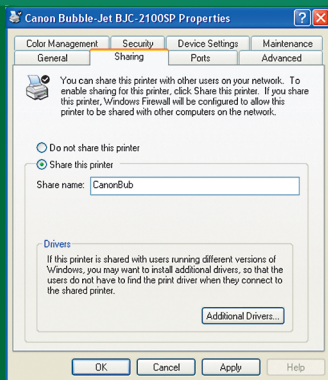 Canon Bubble-Jet BJC-2100SP Properties
Color Management Security Device Settings Maintenance
General Sharing Ports Advanced
You can share this printer with other users on your network. To
enable sharing for this printer, click Share this printer. If you share
this printer, Windows Firewall will be configured to allow this
printer to be shared with other computers on the network.
Do not share this printer
Share this printer
Share name: CanonBub
Drivers
If this printer is shared with users running different versions of
Windows, you may want to install additional drivers, so that the
users do not have to find the print driver when they connect to
the shared printer.
Additional Drivers...
OK Cancel Apply Help